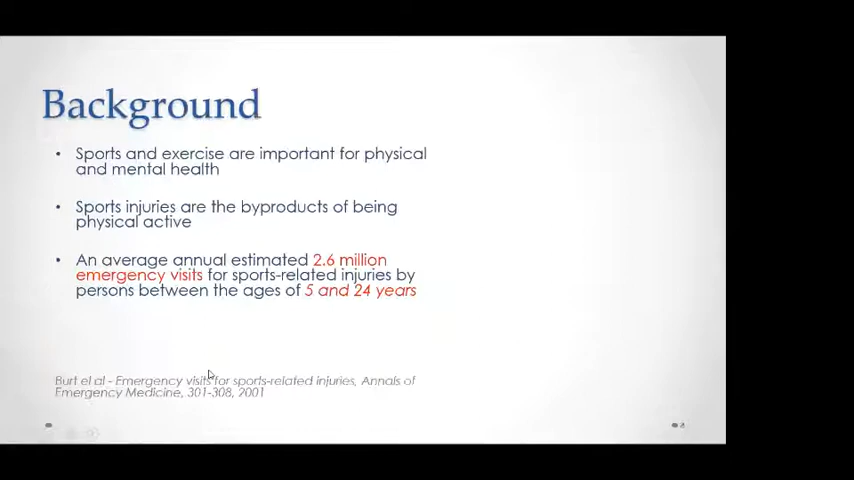 Background
• Sports and exercise are important for physical
and mental health
• Sports injuries are the byproducts of being
physical active
• An average annual estimated 2.6 million
emergency visits for sports-related injuries by
persons between the ages of 5 and 24 years
Burt el al - Emergency visits for sports-related injuries, Annals of
Emergency Medicine, 301-308, 2001